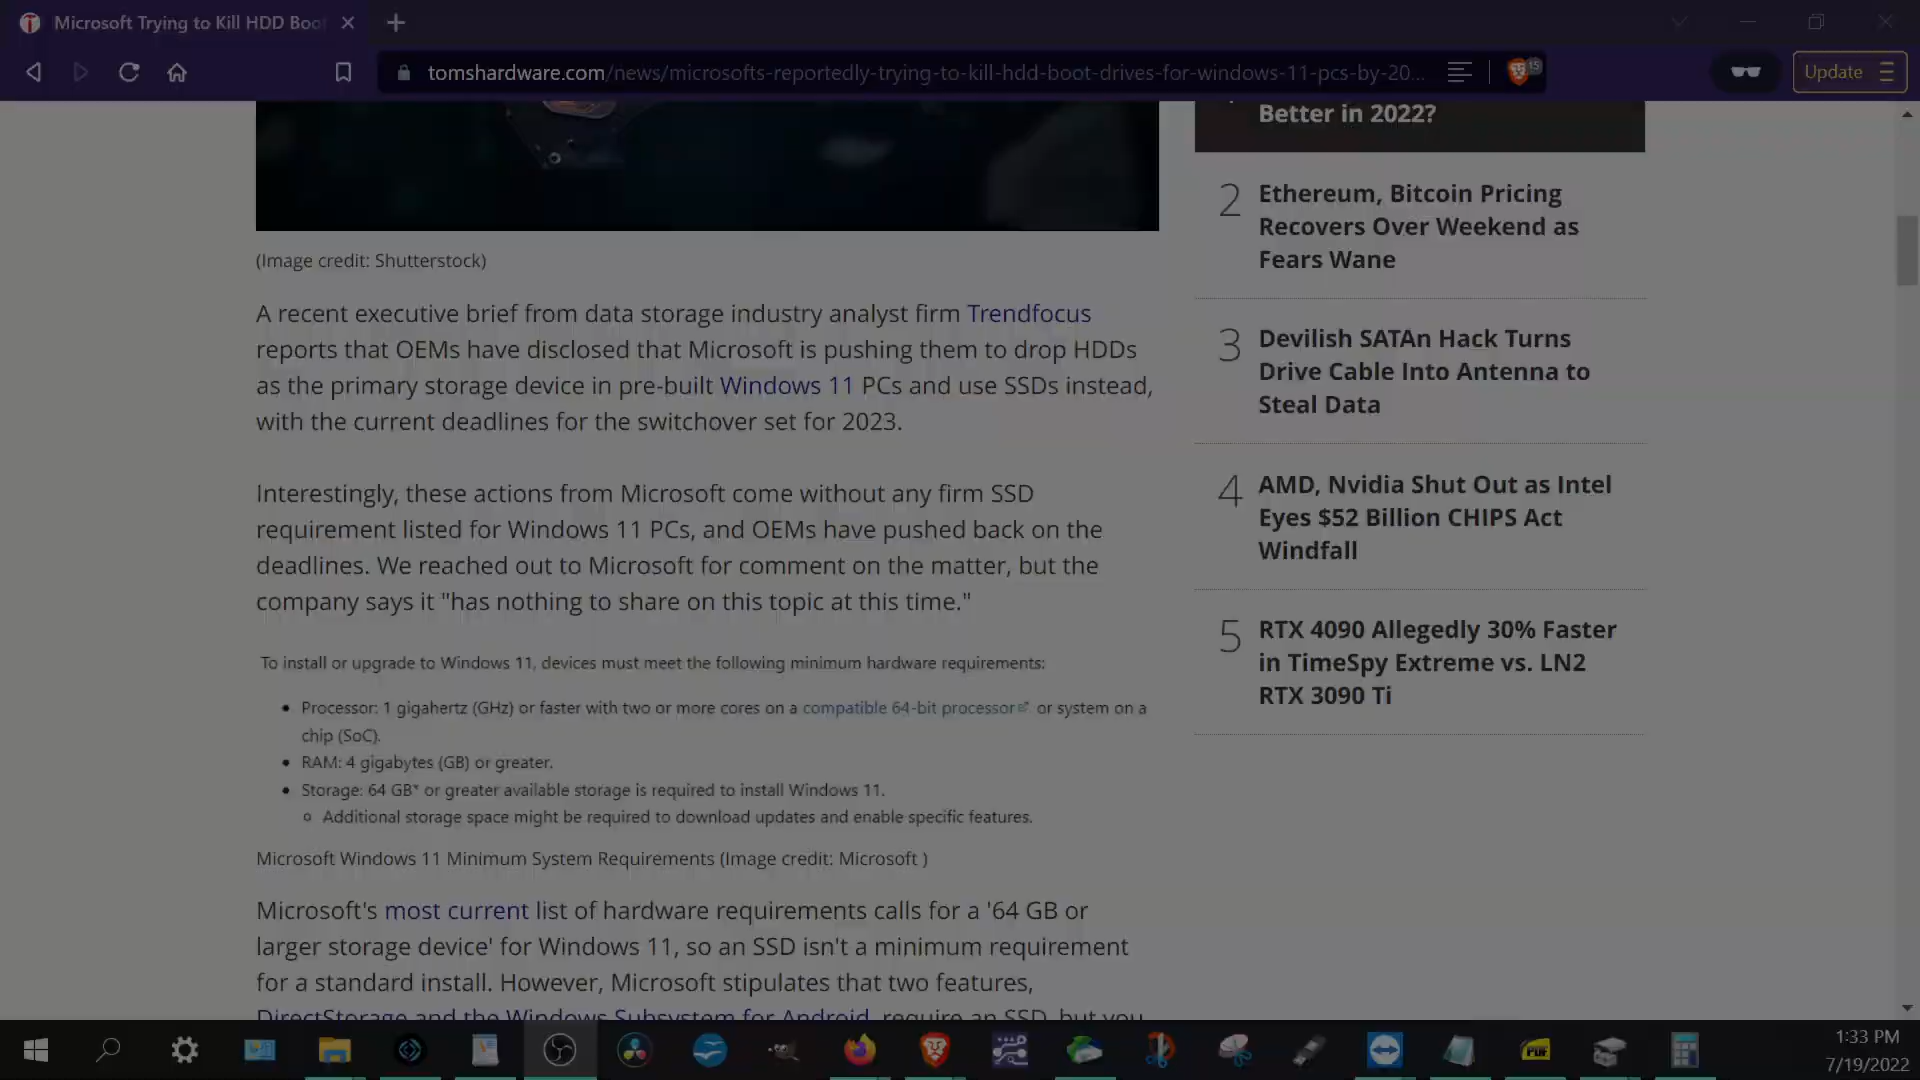 Microsoft Trying to Kill HDD Boot
tomshardware.com/news/microsofts-reportedly-trying-to-kill-hdd-boot-drives-for-windows-11-pcs-by-20...
15
Update
(Image credit: Shutterstock)
A recent executive brief from data storage industry analyst firm Trendfocus
reports that OEMs have disclosed that Microsoft is pushing them to drop HDDs
as the primary storage device in pre-built Windows 11 PCs and use SSDs instead,
with the current deadlines for the switchover set for 2023.
Interestingly, these actions from Microsoft come without any firm SSD
requirement listed for Windows 11 PCs, and OEMs have pushed back on the
deadlines. We reached out to Microsoft for comment on the matter, but the
company says it "has nothing to share on this topic at this time."
To install or upgrade to Windows 11, devices must meet the following minimum hardware requirements:
• Processor: 1 gigahertz (GHz) or faster with two or more cores on a compatible 64-bit processor or system on a
chip (SoC).
• RAM: 4 gigabytes (GB) or greater.
• Storage: 64 GB* or greater available storage is required to install Windows 11.
○ Additional storage space might be required to download updates and enable specific features.
Microsoft Windows 11 Minimum System Requirements (Image credit: Microsoft )
Microsoft's most current list of hardware requirements calls for a '64 GB or
larger storage device' for Windows 11, so an SSD isn't a minimum requirement
for a standard install. However, Microsoft stipulates that two features,
DirectStorage and the Windows Subsystem for Android, require an SSD, but you
Better in 2022?
2
Ethereum, Bitcoin Pricing
Recovers Over Weekend as
Fears Wane
3
Devilish SATAn Hack Turns
Drive Cable Into Antenna to
Steal Data
4
AMD, Nvidia Shut Out as Intel
Eyes $52 Billion CHIPS Act
Windfall
5
RTX 4090 Allegedly 30% Faster
in TimeSpy Extreme vs. LN2
RTX 3090 Ti
PDF
1:33 PM
7/19/2022